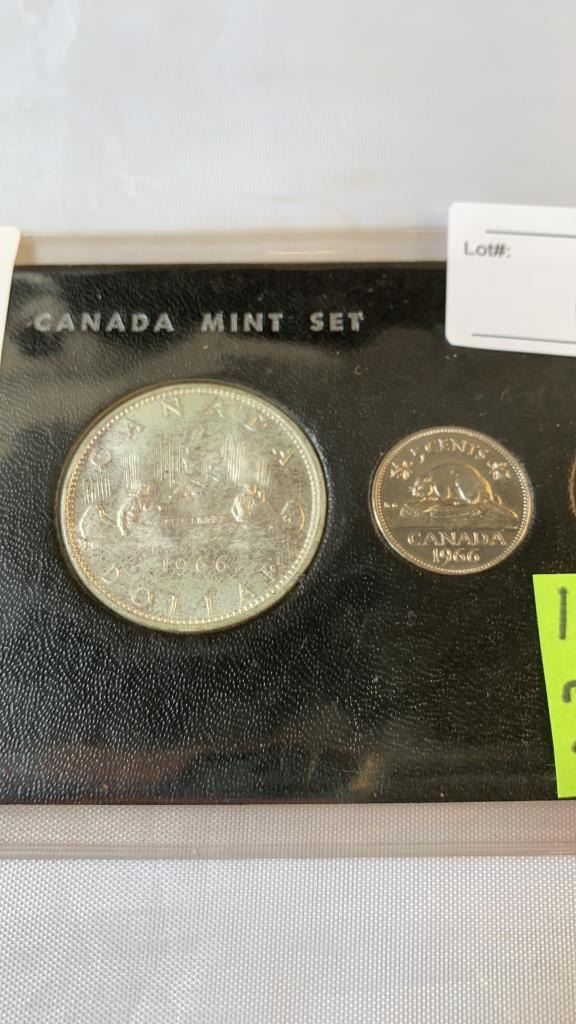 Lot#:
CANADA MINT SET
CANADA
1966
DOLLAR
5 CENTS
CANADA
1966